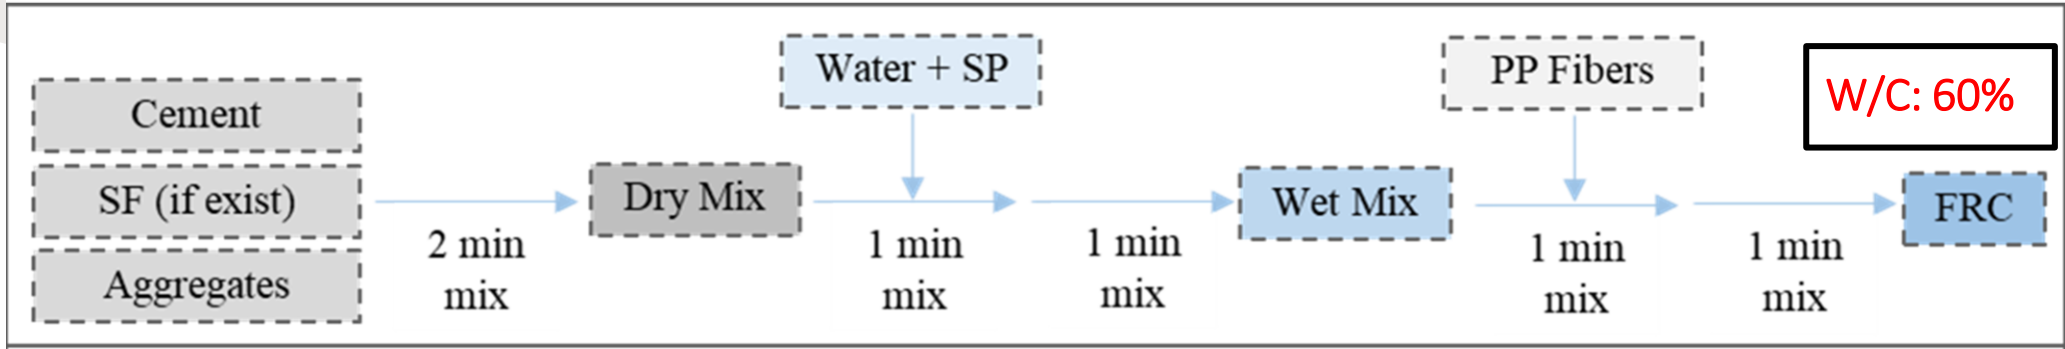 Cement
SF (if exist)
Aggregates
2 min
mix
Dry Mix
Water + SP
1 min
mix
1 min
mix
Wet Mix
PP Fibers
1 min
mix
1 min
mix
W/C: 60%
FRC